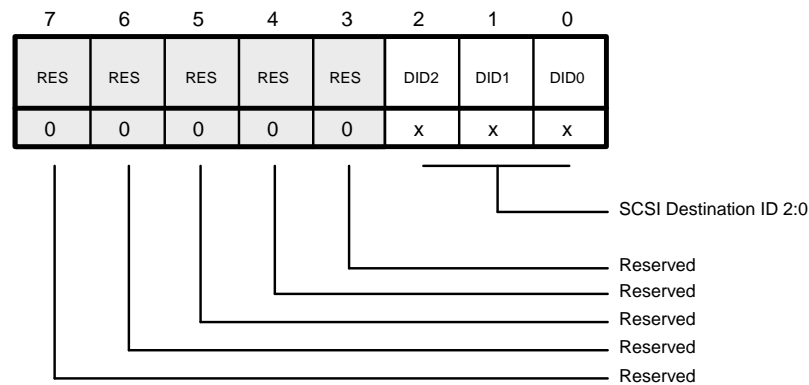 7 6 5 4 3 2 1 0
RES RES RES RES RES DID2 DID1 DID0
0 0 0 0 0 x x x
SCSI Destination ID 2:0
Reserved
Reserved
Reserved
Reserved
Reserved